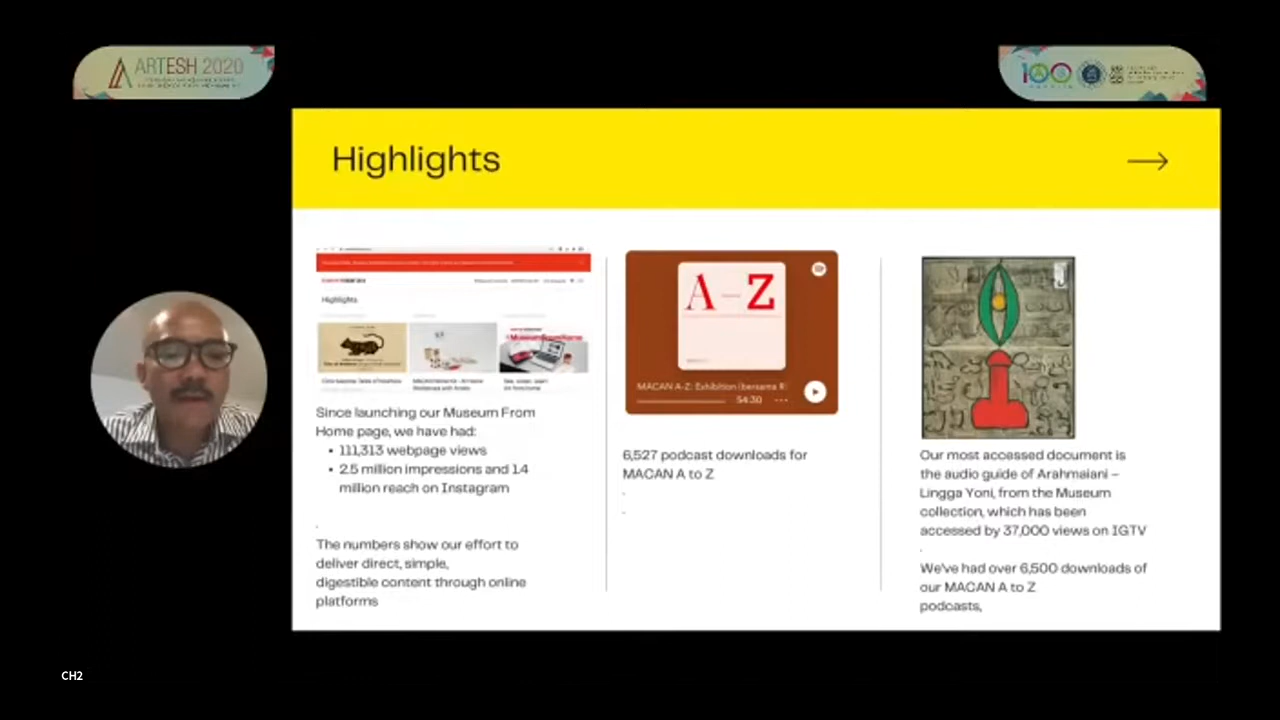 ARTESH 2020
100
Highlights
Highlights
#MuseumFromHome
Since launching our Museum From
Home page, we have had:
• 111,313 webpage views
• 2.5 million impressions and 1.4
million reach on Instagram
.
The numbers show our effort to
deliver direct, simple,
digestible content through online
platforms
A — Z
MACAN A-Z: Exhibition (bersama R
54:30
6,527 podcast downloads for
MACAN A to Z
.
.
Our most accessed document is
the audio guide of Arahmaiani –
Lingga Yoni, from the Museum
collection, which has been
accessed by 37,000 views on IGTV
.
We've had over 6,500 downloads of
our MACAN A to Z
podcasts,
CH2